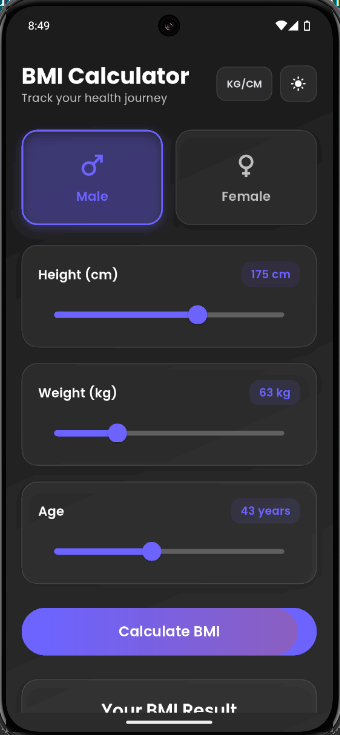 8:49
BMI Calculator
KG/CM
Track your health journey
Male
Female
Height (cm)
175 cm
Weight (kg)
63 kg
Age
43 years
Calculate BMI
Your BMI Result